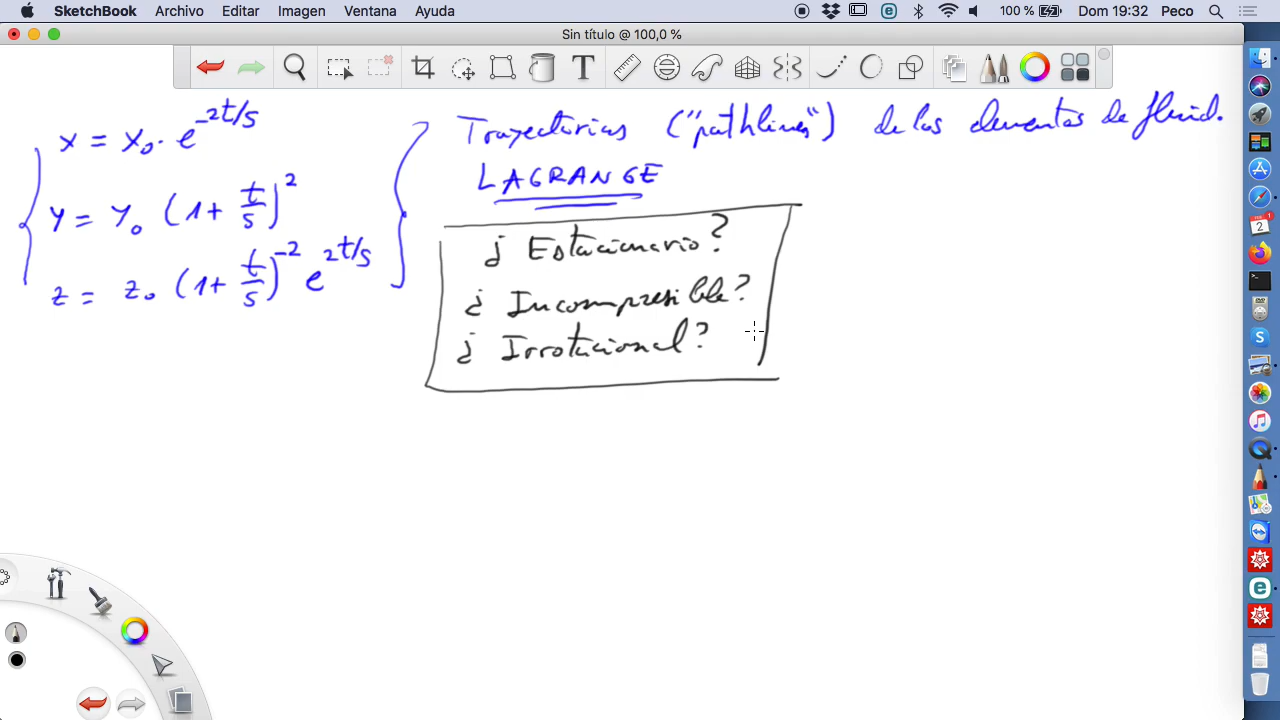 SketchBook Archivo Editar Imagen Ventana Ayuda 100 % Dom 19:32 Peco
Sin título @ 100,0 %
x = x₀ · e^(-2t/s)
y = y₀ (1 + t/s)^2
z = z₀ (1 + t/s)^(-2) e^(2t/s)
Trayectorias ("pathlines") de los elementos de fluid.
LAGRANGE
¿ Estacionario?
¿ Incompresible?
¿ Irrotacional?